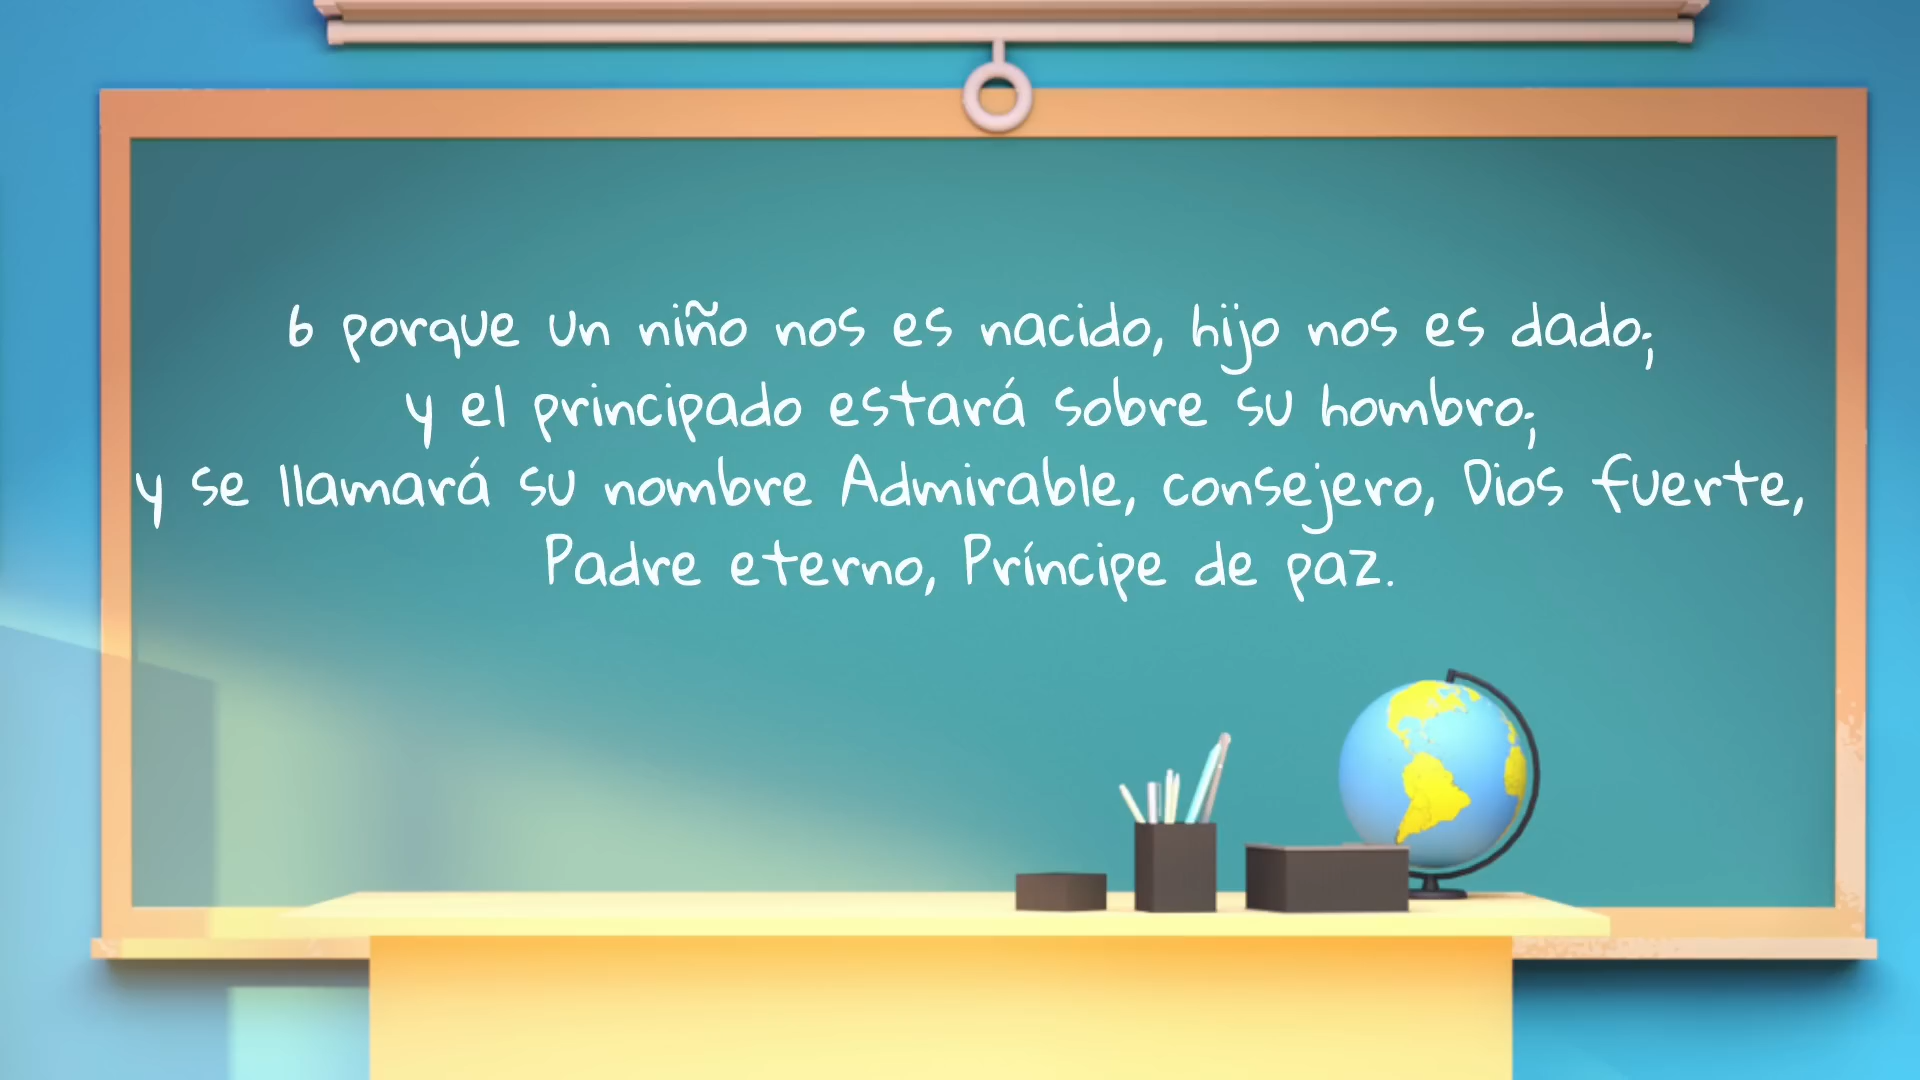 6 porque un niño nos es nacido, hijo nos es dado;
y el principado estará sobre su hombro;
y se llamará su nombre Admirable, consejero, Dios fuerte,
Padre eterno, Príncipe de paz.